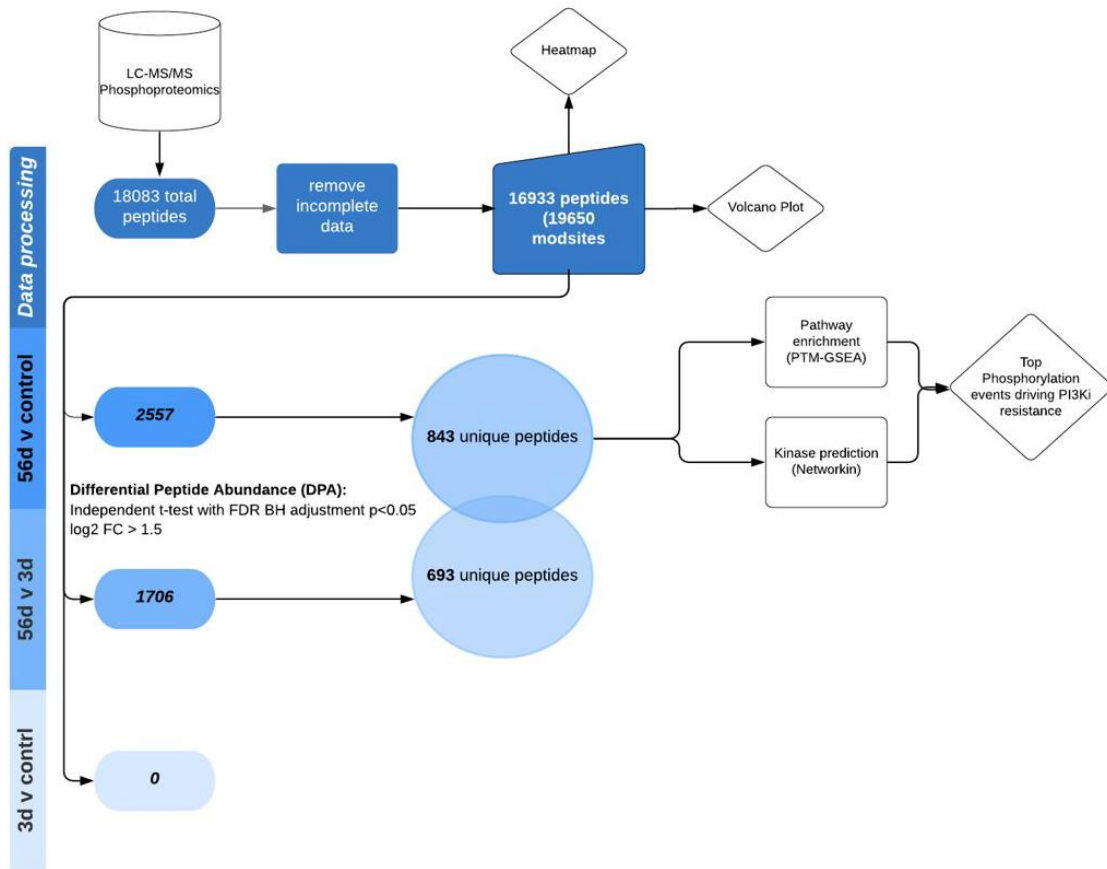 LC-MS/MS
Phosphoproteomics
Heatmap
Data processing
18083 total
peptides
remove
incomplete
data
16933 peptides
(19650
modsites
Volcano Plot
56d v control
2557
843 unique peptides
Pathway
enrichment
(PTM-GSEA)
Kinase prediction
(Networkin)
Top
Phosphorylation
events driving PI3Ki
resistance
Differential Peptide Abundance (DPA):
Independent t-test with FDR BH adjustment p<0.05
log2 FC > 1.5
56d v 3d
1706
693 unique peptides
3d v contrl
0